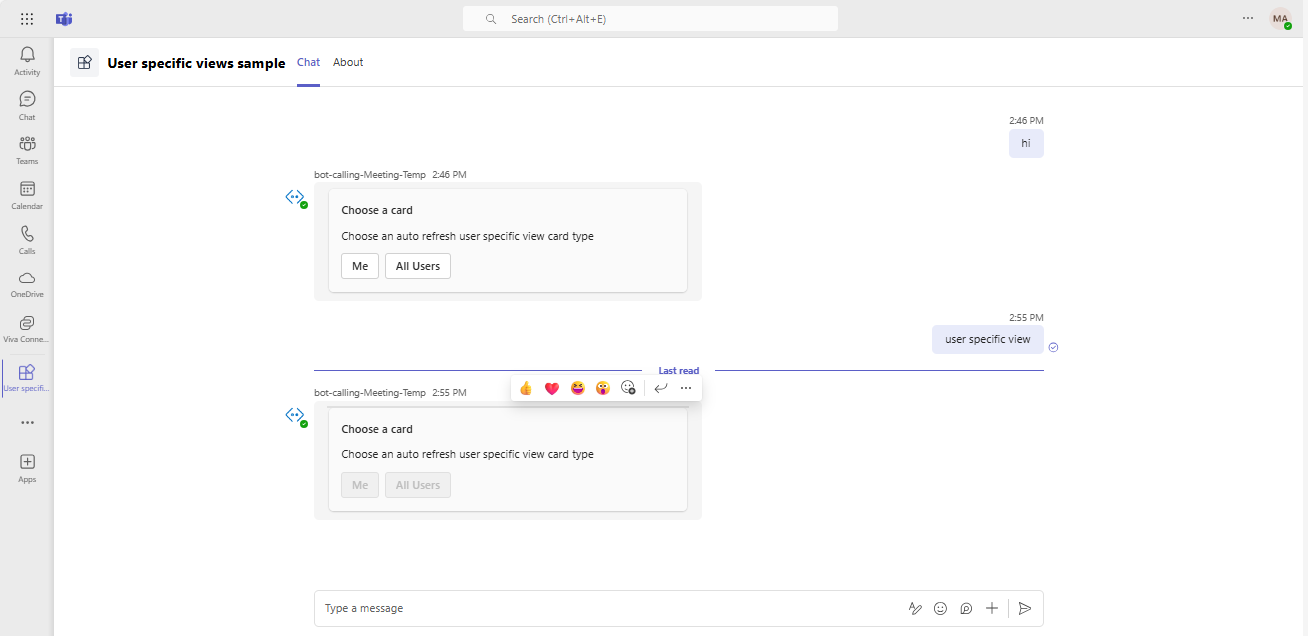 Search (Ctrl+Alt+E)
MA
Activity
Chat
Teams
Calendar
Calls
OneDrive
Viva Conne...
User specifi...
Apps
User specific views sample
Chat
About
2:46 PM
hi
bot-calling-Meeting-Temp 2:46 PM
Choose a card
Choose an auto refresh user specific view card type
Me
All Users
2:55 PM
user specific view
Last read
bot-calling-Meeting-Temp 2:55 PM
Choose a card
Choose an auto refresh user specific view card type
Me
All Users
Type a message